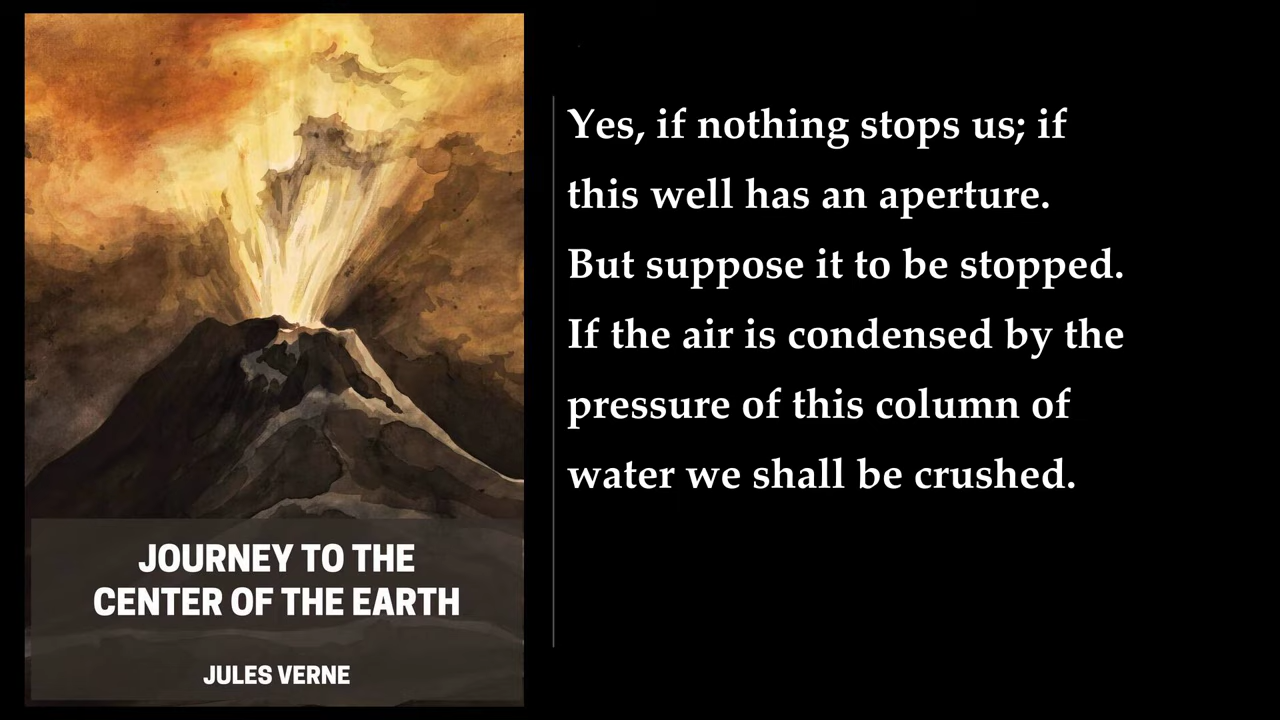 JOURNEY TO THE
CENTER OF THE EARTH
JULES VERNE
Yes, if nothing stops us; if
this well has an aperture.
But suppose it to be stopped.
If the air is condensed by the
pressure of this column of
water we shall be crushed.